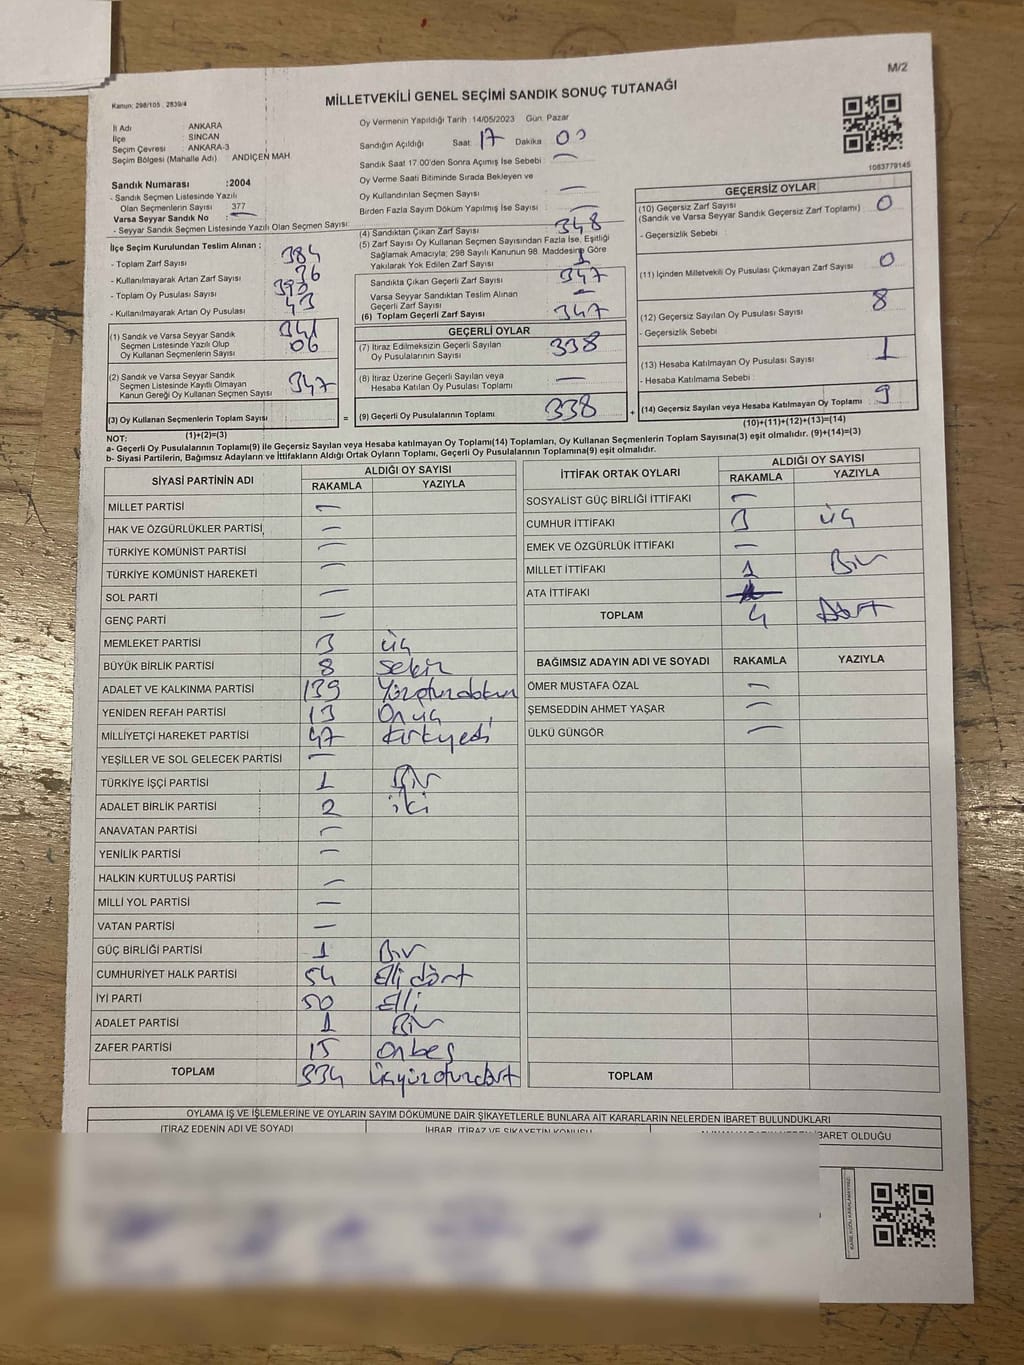 M/2
Kanun: 298/105 , 2839/4
MİLLETVEKİLİ GENEL SEÇİMİ SANDIK SONUÇ TUTANAĞI
İl Adı : ANKARA
İlçe : SİNCAN
Seçim Çevresi : ANKARA-3
Seçim Bölgesi (Mahalle Adı) : ANDİÇEN MAH.
Sandık Numarası :2004
- Sandık Seçmen Listesinde Yazılı
Olan Seçmenlerin Sayısı : 377
Varsa Seyyar Sandık No : —
- Seyyar Sandık Seçmen Listesinde Yazılı Olan Seçmen Sayısı:
Oy Vermenin Yapıldığı Tarih :14/05/2023 Gün: Pazar
Sandığın Açıldığı Saat: 17 Dakika 00
Sandık Saat 17.00'den Sonra Açımış İse Sebebi : —
Oy Verme Saati Bitiminde Sırada Bekleyen ve
Oy Kullandırılan Seçmen Sayısı : —
Birden Fazla Sayım Döküm Yapılmış İse Sayısı : —
1083779145
İlçe Seçim Kurulundan Teslim Alınan :
- Toplam Zarf Sayısı : 384
- Kullanılmayarak Artan Zarf Sayısı : 36
- Toplam Oy Pusulası Sayısı : 393
- Kullanılmayarak Artan Oy Pusulası : 43
(1) Sandık ve Varsa Seyyar Sandık
Seçmen Listesinde Yazılı Olup
Oy Kullanan Seçmenlerin Sayısı : 341
06
(2) Sandık ve Varsa Seyyar Sandık
Seçmen Listesinde Kayıtlı Olmayan
Kanun Gereği Oy Kullanan Seçmen Sayısı : 347
(3) Oy Kullanan Seçmenlerin Toplam Sayısı :
(1)+(2)=(3)
(4) Sandıktan Çıkan Zarf Sayısı : 348
(5) Zarf Sayısı Oy Kullanan Seçmen Sayısından Fazla İse, Eşitliği
Sağlamak Amacıyla; 298 Sayılı Kanunun 98. Maddesine Göre
Yakılarak Yok Edilen Zarf Sayısı : 1
Sandıkta Çıkan Geçerli Zarf Sayısı : 347
Varsa Seyyar Sandıktan Teslim Alınan
Geçerli Zarf Sayısı : —
(6) Toplam Geçerli Zarf Sayısı : 347
GEÇERLİ OYLAR
(7) İtiraz Edilmeksizin Geçerli Sayılan
Oy Pusulalarının Sayısı : 338
(8) İtiraz Üzerine Geçerli Sayılan veya
Hesaba Katılan Oy Pusulası Toplamı : —
= (9) Geçerli Oy Pusulalarının Toplamı : 338 +
GEÇERSİZ OYLAR
(10) Geçersiz Zarf Sayısı : 0
(Sandık ve Varsa Seyyar Sandık Geçersiz Zarf Toplamı)
- Geçersizlik Sebebi :
(11) İçinden Milletvekili Oy Pusulası Çıkmayan Zarf Sayısı : 0
(12) Geçersiz Sayılan Oy Pusulası Sayısı : 8
- Geçersizlik Sebebi :
(13) Hesaba Katılmayan Oy Pusulası Sayısı : 1
- Hesaba Katılmama Sebebi :
(14) Geçersiz Sayılan veya Hesaba Katılmayan Oy Toplamı : 9
(10)+(11)+(12)+(13)=(14)
NOT:
a- Geçerli Oy Pusulalarının Toplamı(9) ile Geçersiz Sayılan veya Hesaba katılmayan Oy Toplamı(14) Toplamları, Oy Kullanan Seçmenlerin Toplam Sayısına(3) eşit olmalıdır. (9)+(14)=(3)
b- Siyasi Partilerin, Bağımsız Adayların ve İttifakların Aldığı Ortak Oyların Toplamı, Geçerli Oy Pusulalarının Toplamına(9) eşit olmalıdır.
SİYASİ PARTİNİN ADI ALDIĞI OY SAYISI
RAKAMLA YAZIYLA
MİLLET PARTİSİ —
HAK VE ÖZGÜRLÜKLER PARTİSİ —
TÜRKİYE KOMÜNİST PARTİSİ —
TÜRKİYE KOMÜNİST HAREKETİ —
SOL PARTİ —
GENÇ PARTİ —
MEMLEKET PARTİSİ 3 üç
BÜYÜK BİRLİK PARTİSİ 8 sekiz
ADALET VE KALKINMA PARTİSİ 139 Yüzotuzdokuz
YENİDEN REFAH PARTİSİ 13 Onüç
MİLLİYETÇİ HAREKET PARTİSİ 47 Kırkyedi
YEŞİLLER VE SOL GELECEK PARTİSİ —
TÜRKİYE İŞÇİ PARTİSİ 1 Bir
ADALET BİRLİK PARTİSİ 2 iki
ANAVATAN PARTİSİ —
YENİLİK PARTİSİ —
HALKIN KURTULUŞ PARTİSİ —
MİLLİ YOL PARTİSİ —
VATAN PARTİSİ —
GÜÇ BİRLİĞİ PARTİSİ 1 Bir
CUMHURİYET HALK PARTİSİ 54 Elli dört
İYİ PARTİ 50 Elli
ADALET PARTİSİ 1 Bir
ZAFER PARTİSİ 15 Onbeş
TOPLAM 334 Üçyüzotuzdört
İTTİFAK ORTAK OYLARI ALDIĞI OY SAYISI
RAKAMLA YAZIYLA
SOSYALİST GÜÇ BİRLİĞİ İTTİFAKI —
CUMHUR İTTİFAKI 3 üç
EMEK VE ÖZGÜRLÜK İTTİFAKI —
MİLLET İTTİFAKI 1 Bir
ATA İTTİFAKI
TOPLAM 4 Dört
BAĞIMSIZ ADAYIN ADI VE SOYADI RAKAMLA YAZIYLA
ÖMER MUSTAFA ÖZAL —
ŞEMSEDDİN AHMET YAŞAR —
ÜLKÜ GÜNGÖR —
TOPLAM
OYLAMA İŞ VE İŞLEMLERİNE VE OYLARIN SAYIM DÖKÜMÜNE DAİR ŞİKAYETLERLE BUNLARA AİT KARARLARIN NELERDEN İBARET BULUNDUKLARI
İTİRAZ EDENİN ADI VE SOYADI İHBAR, İTİRAZ VE ŞİKAYETİN KONUSU İBARET OLDUĞU